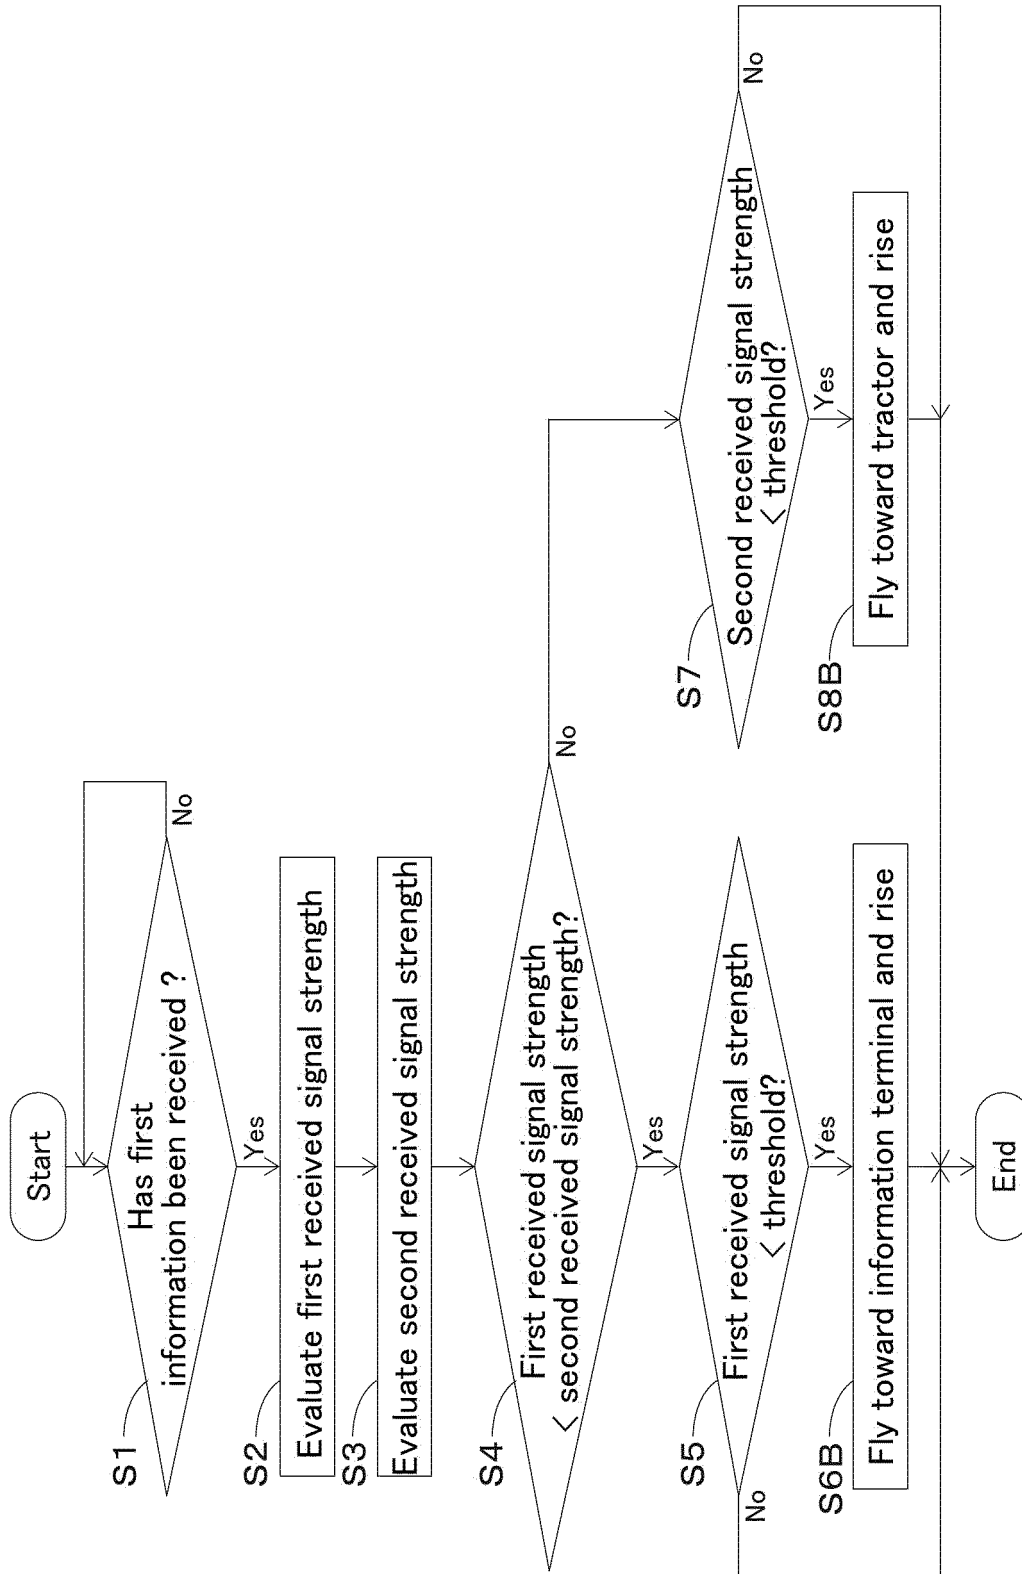 Start
S1
Has first
information been received ?
No
Yes
S2
Evaluate first received signal strength
S3
Evaluate second received signal strength
S4
First received signal strength
< second received signal strength?
No
Yes
S5
First received signal strength
< threshold?
No
Yes
S6B
Fly toward information terminal and rise
S7
Second received signal strength
< threshold?
No
Yes
S8B
Fly toward tractor and rise
End